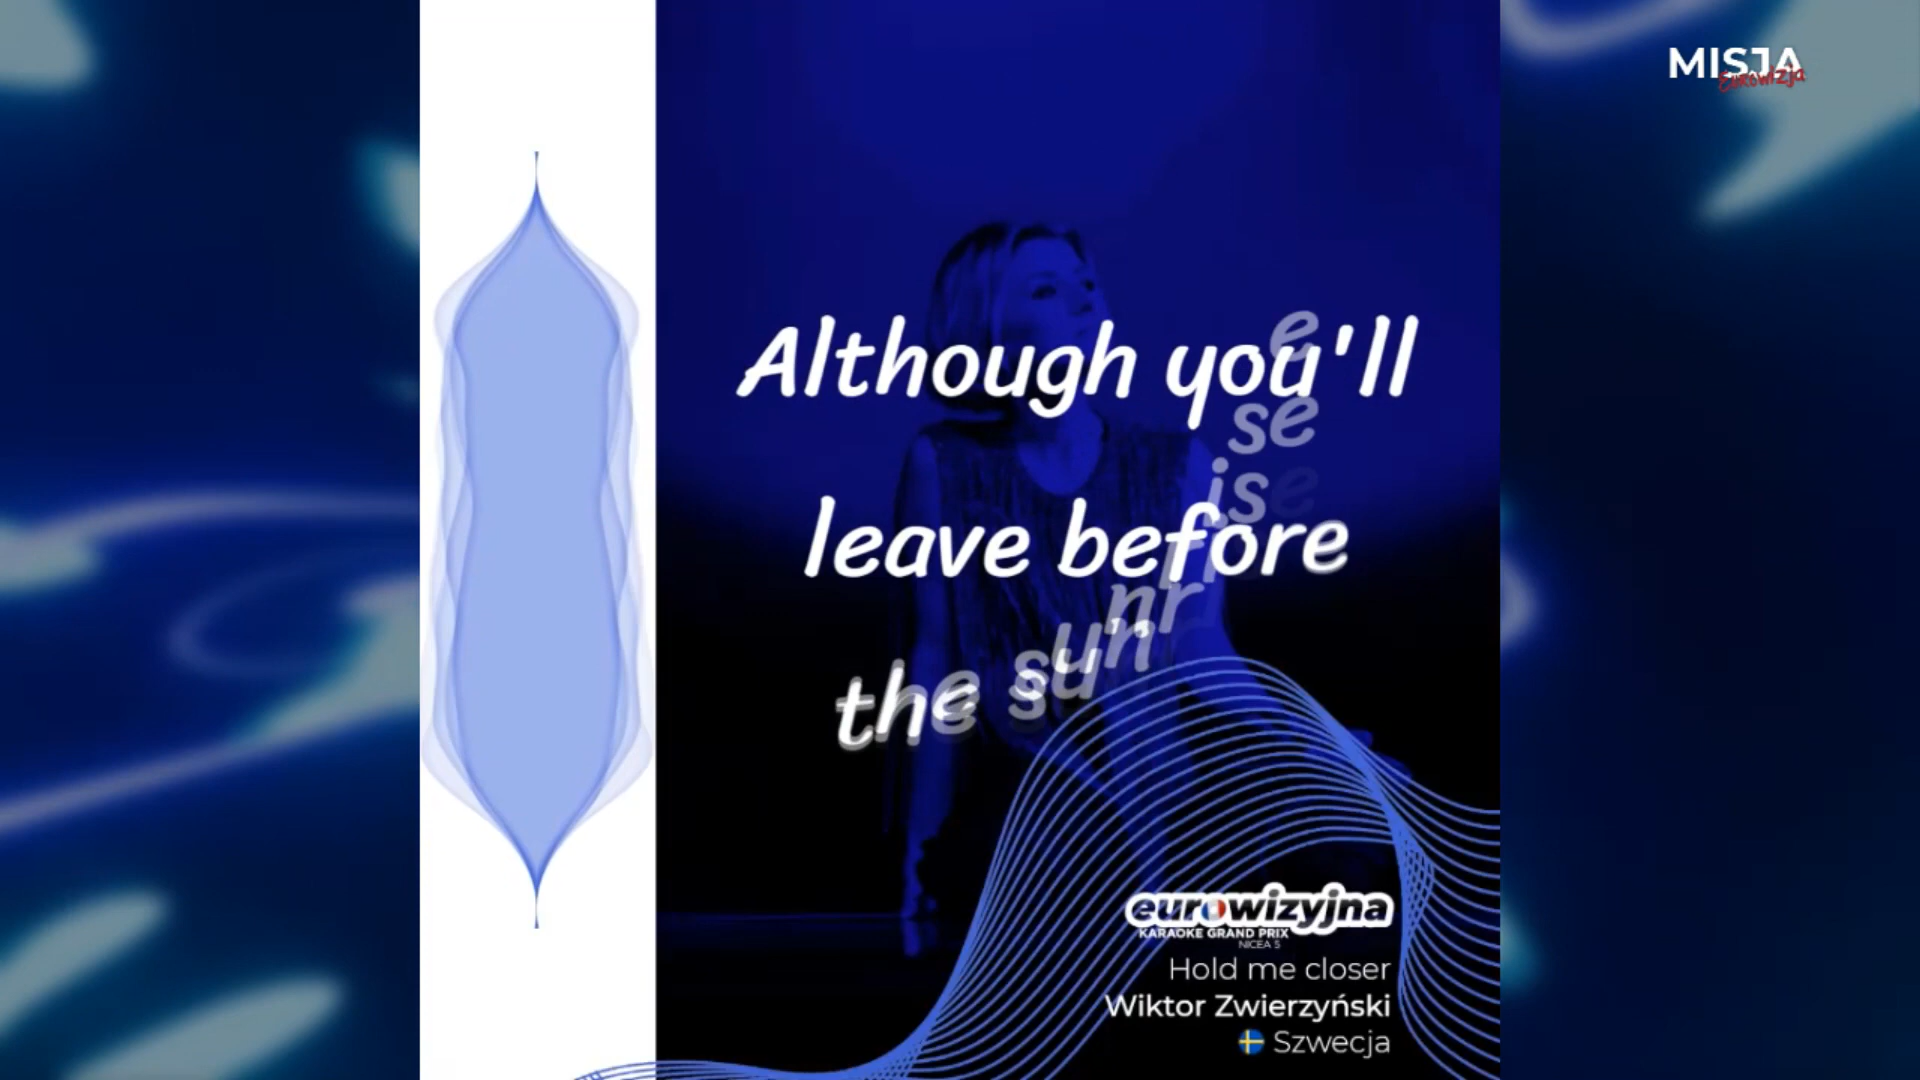 MISJA
Eurowizja
Although you'll
leave before
the sunrise
eurowizyjna
KARAOKE GRAND PRIX
NICEA 5
Hold me closer
Wiktor Zwierzyński
Szwecja